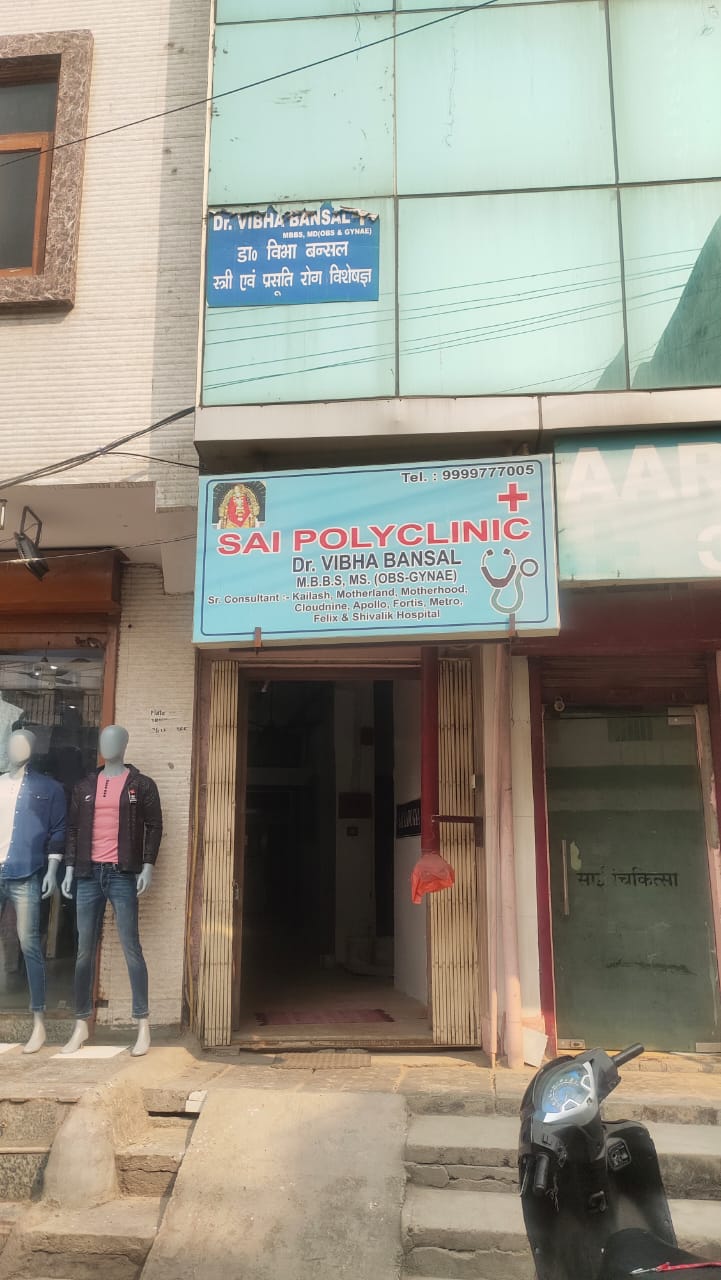 Dr. VIBHA BANSAL
MBBS, MD(OBS & GYNAE)
डा० विभा बन्सल
स्त्री एवं प्रसूति रोग विशेषज्ञ
Tel. : 9999777005
SAI POLYCLINIC
Dr. VIBHA BANSAL
M.B.B.S, MS. (OBS-GYNAE)
Sr. Consultant :- Kailash, Motherland, Motherhood,
Cloudnine, Apollo, Fortis, Metro,
Felix & Shivalik Hospital
AAR